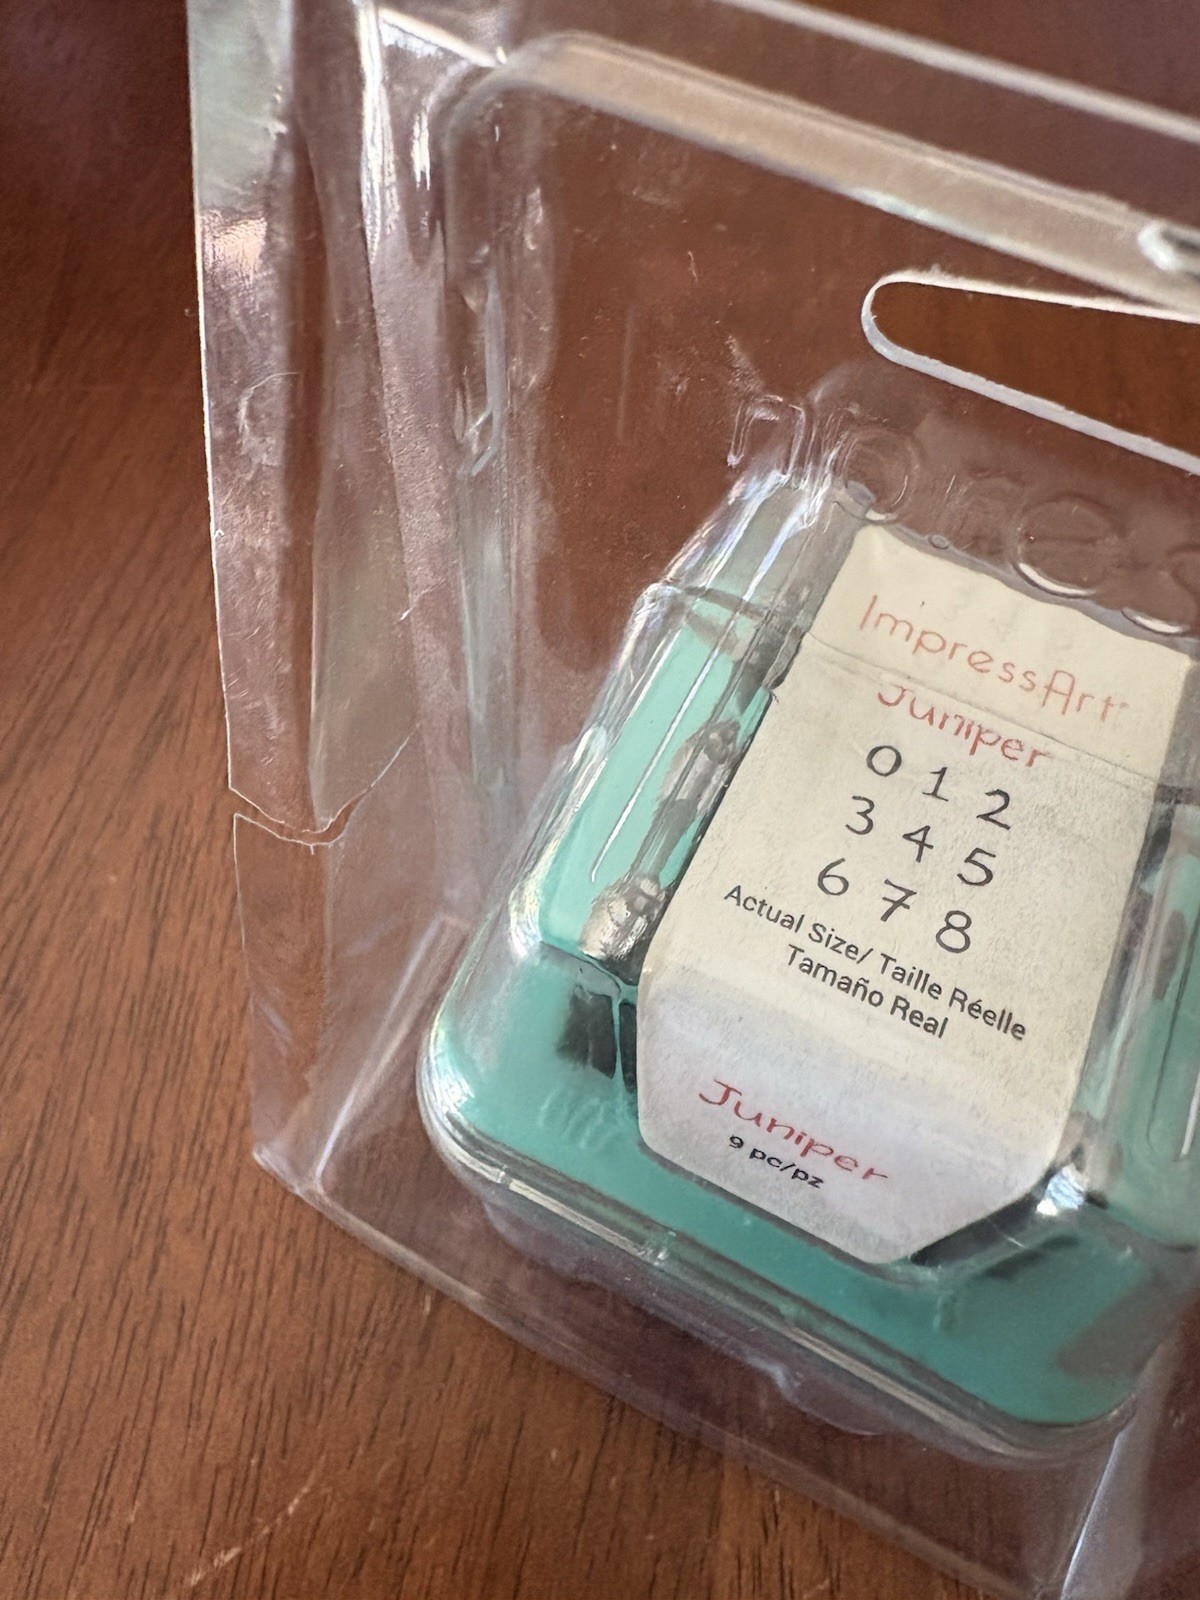 ImpressArt
Juniper
0 1 2
3 4 5
6 7 8
Actual Size/ Taille Réelle
Tamaño Real
Juniper
9 pc/pz